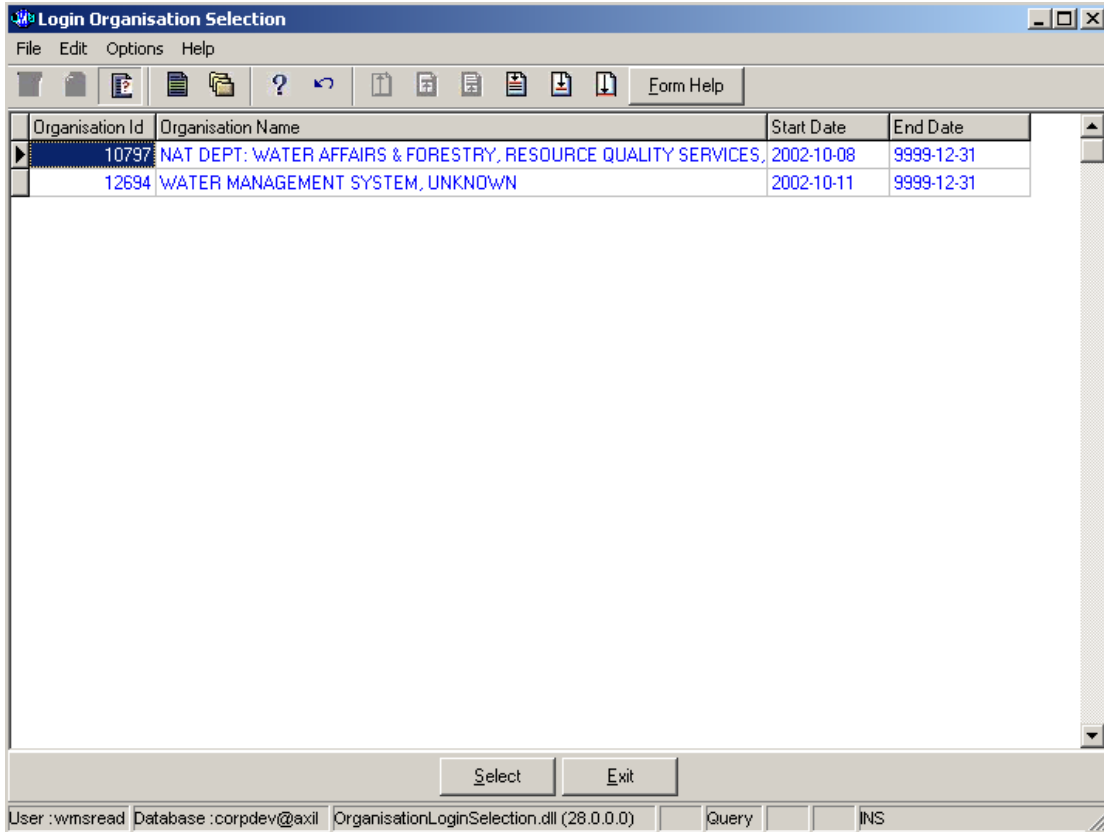 Login Organisation Selection
File Edit Options Help
Form Help
Organisation Id Organisation Name Start Date End Date
10797 NAT DEPT: WATER AFFAIRS & FORESTRY, RESOURCE QUALITY SERVICES, 2002-10-08 9999-12-31
12694 WATER MANAGEMENT SYSTEM, UNKNOWN 2002-10-11 9999-12-31
Select Exit
User :wmsread Database :corpdev@axil OrganisationLoginSelection.dll (28.0.0.0) Query INS